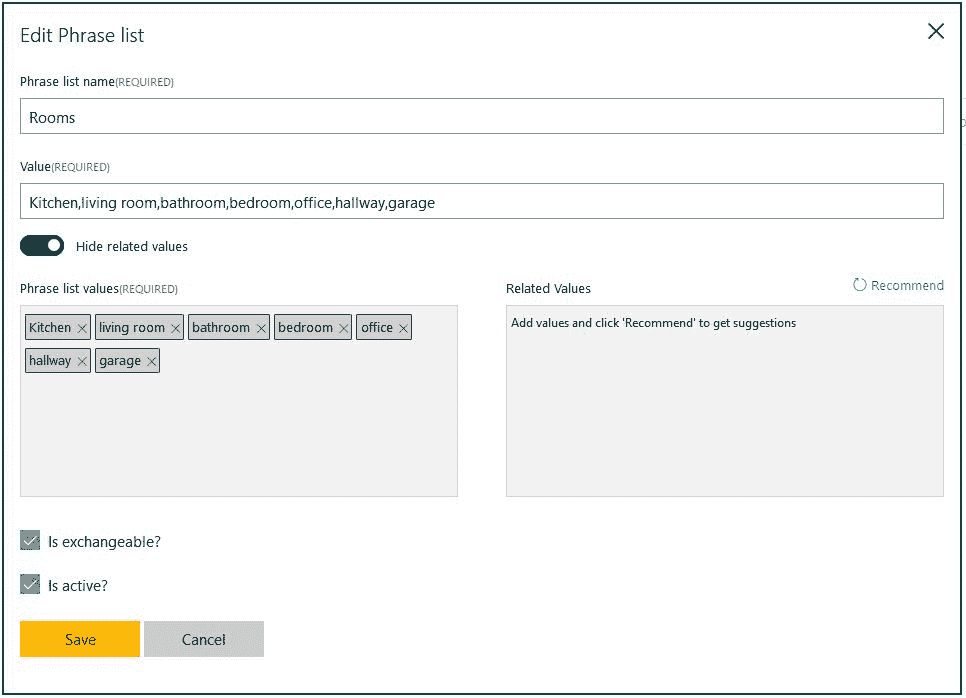 Edit Phrase list
Phrase list name(REQUIRED)
Rooms
Value(REQUIRED)
Kitchen,living room,bathroom,bedroom,office,hallway,garage
Hide related values
Phrase list values(REQUIRED)
Kitchen living room bathroom bedroom office
hallway garage
Related Values
Recommend
Add values and click 'Recommend' to get suggestions
Is exchangeable?
Is active?
Save Cancel